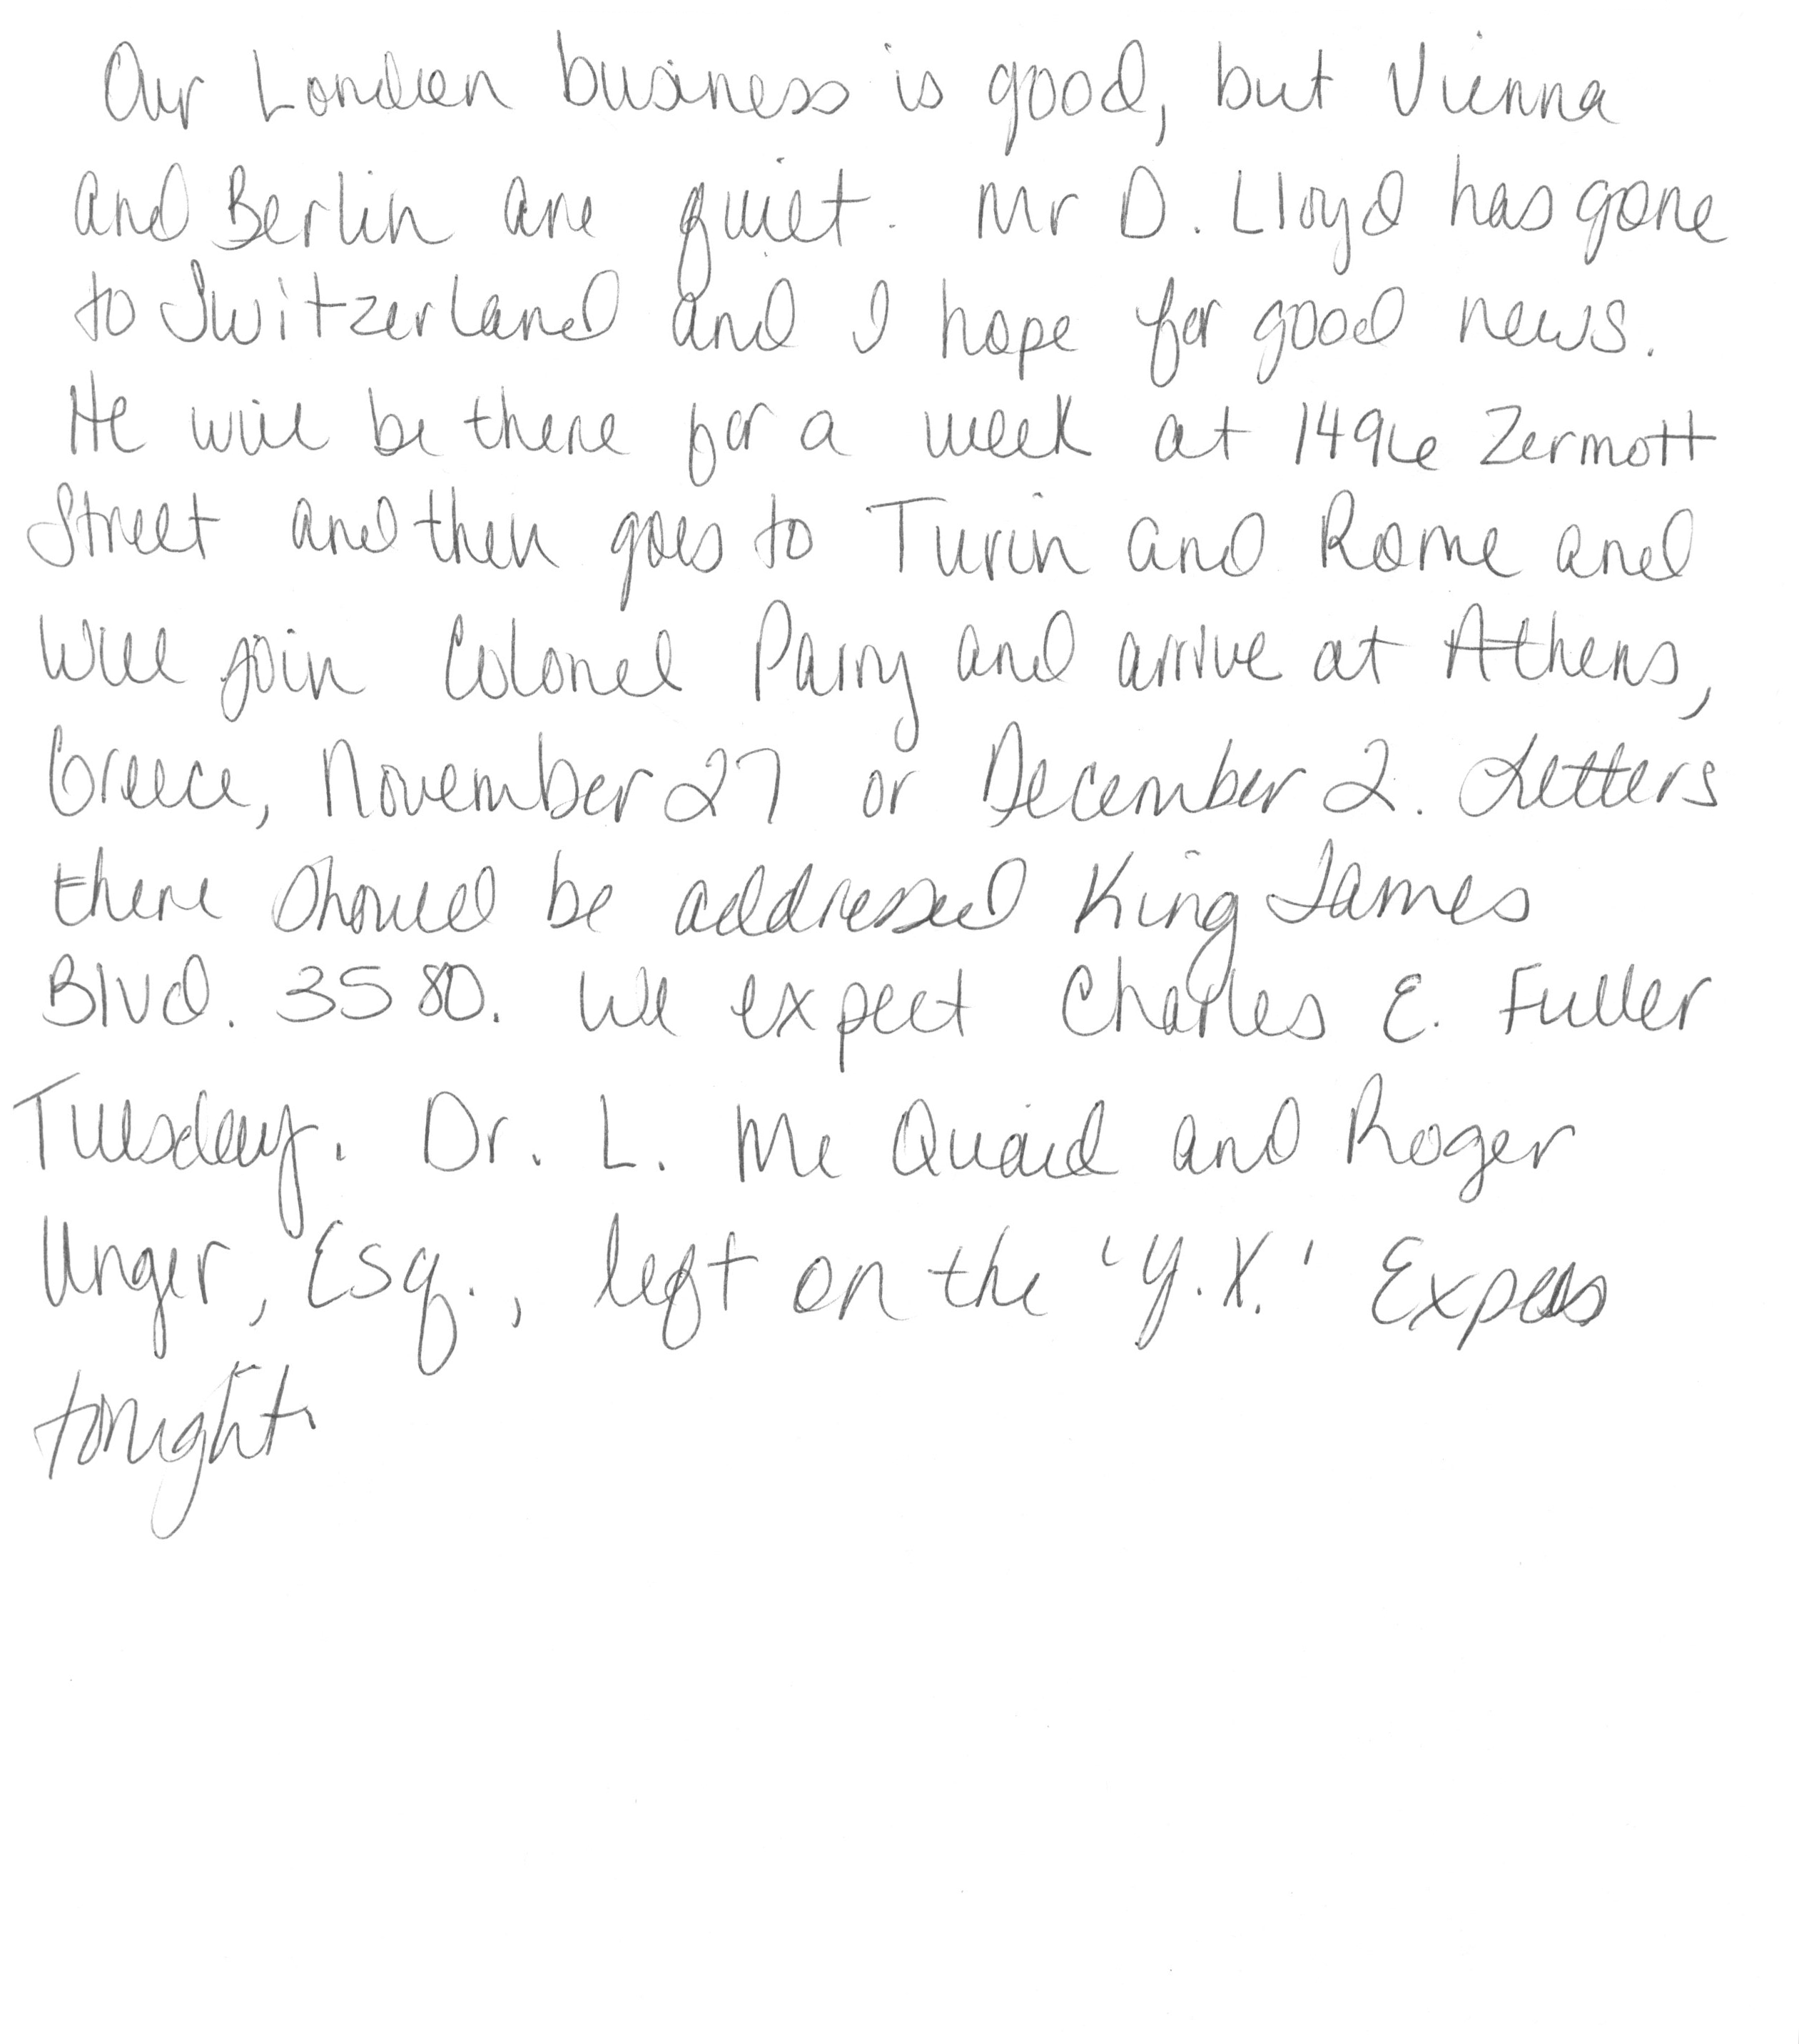 Our London business is good, but Vienna
and Berlin are quiet. Mr D. Lloyd has gone
to Switzerland and I hope for good news.
He will be there for a week at 1496 Zermott
Street and then goes to Turin and Rome and
will join Colonel Parry and arrive at Athens,
Greece, November 27 or December 2. Letters
there should be addressed King James
Blvd. 3580. We expect Charles E. Fuller
Tuesday. Dr. L. Mc Quaid and Roger
Unger, Esq., left on the 'Y.X.' Express
tonight.